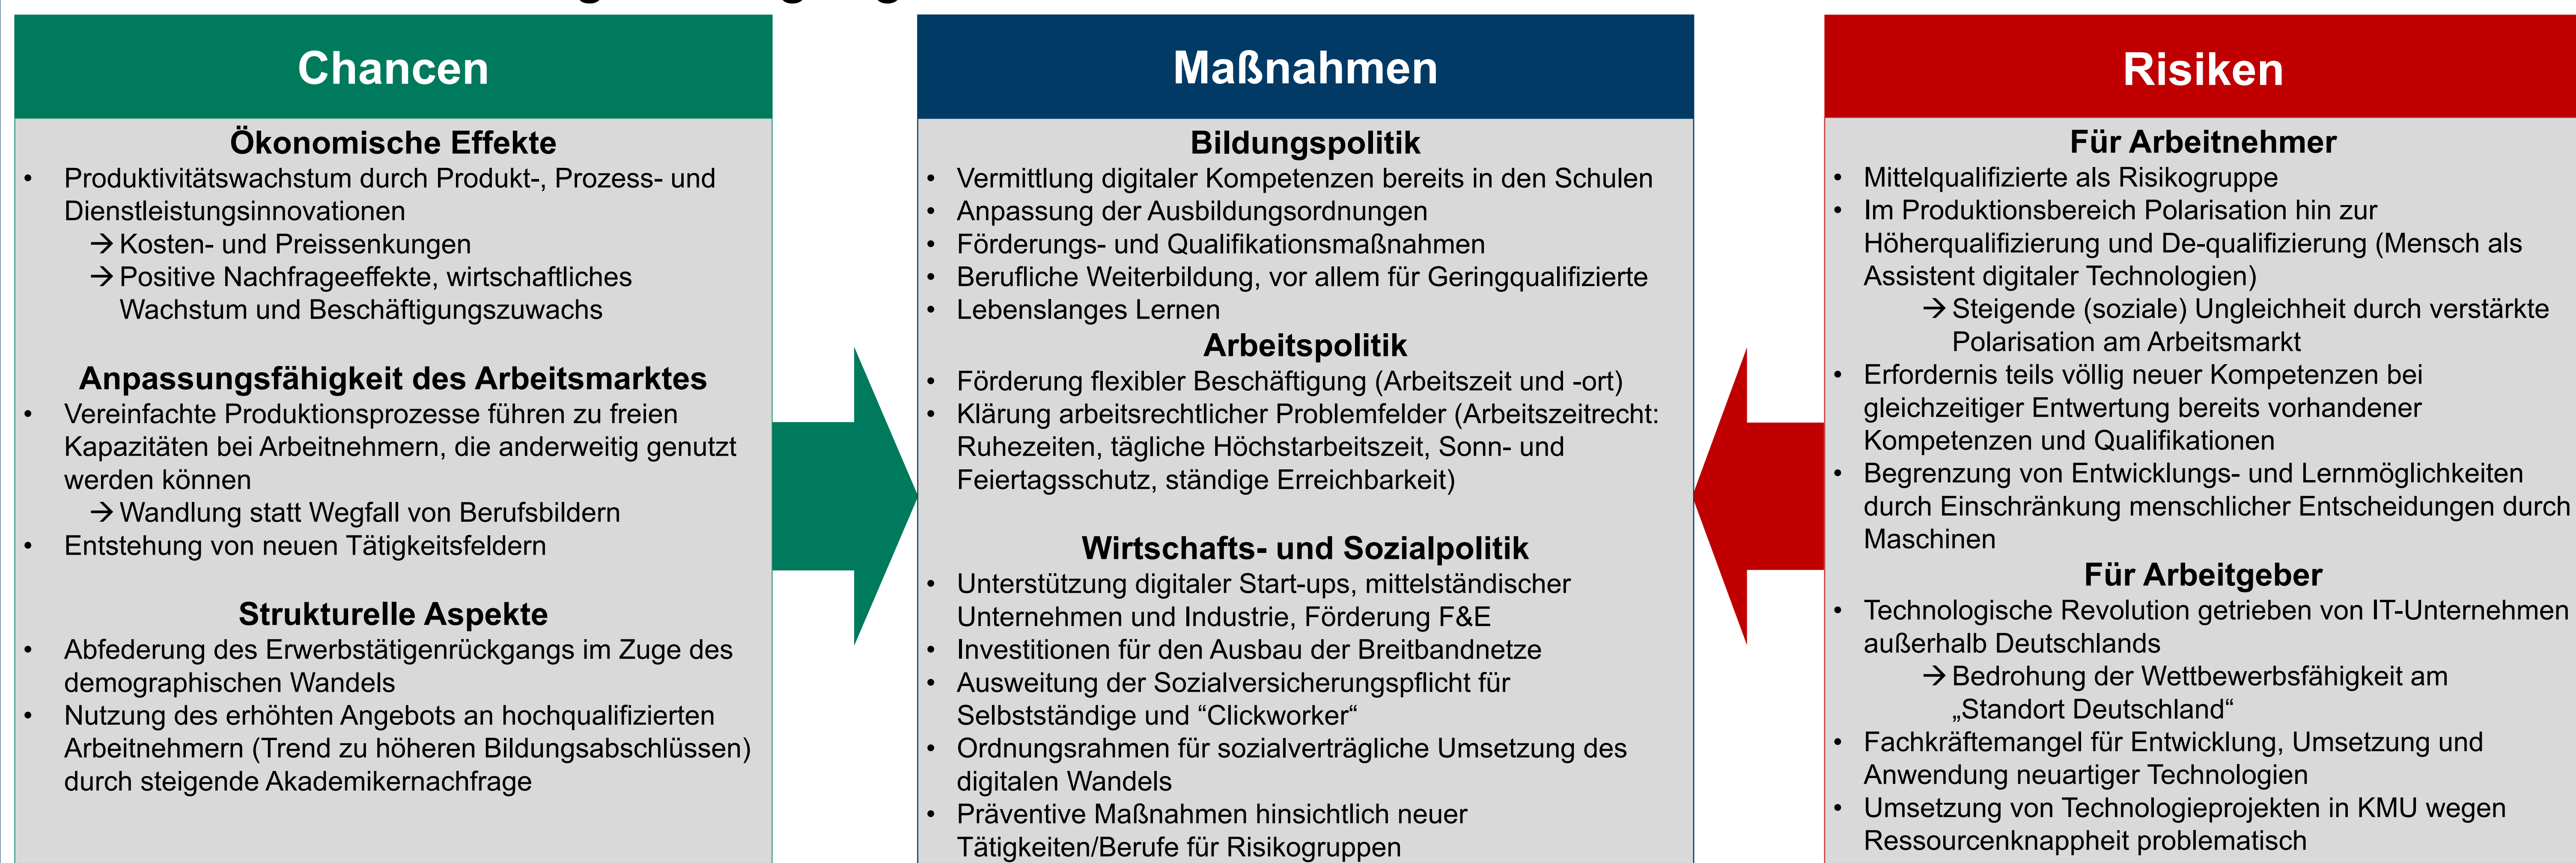 Chancen
Ökonomische Effekte
• Produktivitätswachstum durch Produkt-, Prozess- und
Dienstleistungsinnovationen
→ Kosten- und Preissenkungen
→ Positive Nachfrageeffekte, wirtschaftliches
Wachstum und Beschäftigungszuwachs
Anpassungsfähigkeit des Arbeitsmarktes
• Vereinfachte Produktionsprozesse führen zu freien
Kapazitäten bei Arbeitnehmern, die anderweitig genutzt
werden können
→ Wandlung statt Wegfall von Berufsbildern
• Entstehung von neuen Tätigkeitsfeldern
Strukturelle Aspekte
• Abfederung des Erwerbstätigenrückgangs im Zuge des
demographischen Wandels
• Nutzung des erhöhten Angebots an hochqualifizierten
Arbeitnehmern (Trend zu höheren Bildungsabschlüssen)
durch steigende Akademikernachfrage
Maßnahmen
Bildungspolitik
• Vermittlung digitaler Kompetenzen bereits in den Schulen
• Anpassung der Ausbildungsordnungen
• Förderungs- und Qualifikationsmaßnahmen
• Berufliche Weiterbildung, vor allem für Geringqualifizierte
• Lebenslanges Lernen
Arbeitspolitik
• Förderung flexibler Beschäftigung (Arbeitszeit und -ort)
• Klärung arbeitsrechtlicher Problemfelder (Arbeitszeitrecht:
Ruhezeiten, tägliche Höchstarbeitszeit, Sonn- und
Feiertagsschutz, ständige Erreichbarkeit)
Wirtschafts- und Sozialpolitik
• Unterstützung digitaler Start-ups, mittelständischer
Unternehmen und Industrie, Förderung F&E
• Investitionen für den Ausbau der Breitbandnetze
• Ausweitung der Sozialversicherungspflicht für
Selbstständige und “Clickworker“
• Ordnungsrahmen für sozialverträgliche Umsetzung des
digitalen Wandels
• Präventive Maßnahmen hinsichtlich neuer
Tätigkeiten/Berufe für Risikogruppen
Risiken
Für Arbeitnehmer
• Mittelqualifizierte als Risikogruppe
• Im Produktionsbereich Polarisation hin zur
Höherqualifizierung und De-qualifizierung (Mensch als
Assistent digitaler Technologien)
→ Steigende (soziale) Ungleichheit durch verstärkte
Polarisation am Arbeitsmarkt
• Erfordernis teils völlig neuer Kompetenzen bei
gleichzeitiger Entwertung bereits vorhandener
Kompetenzen und Qualifikationen
• Begrenzung von Entwicklungs- und Lernmöglichkeiten
durch Einschränkung menschlicher Entscheidungen durch
Maschinen
Für Arbeitgeber
• Technologische Revolution getrieben von IT-Unternehmen
außerhalb Deutschlands
→ Bedrohung der Wettbewerbsfähigkeit am
„Standort Deutschland“
• Fachkräftemangel für Entwicklung, Umsetzung und
Anwendung neuartiger Technologien
• Umsetzung von Technologieprojekten in KMU wegen
Ressourcenknappheit problematisch